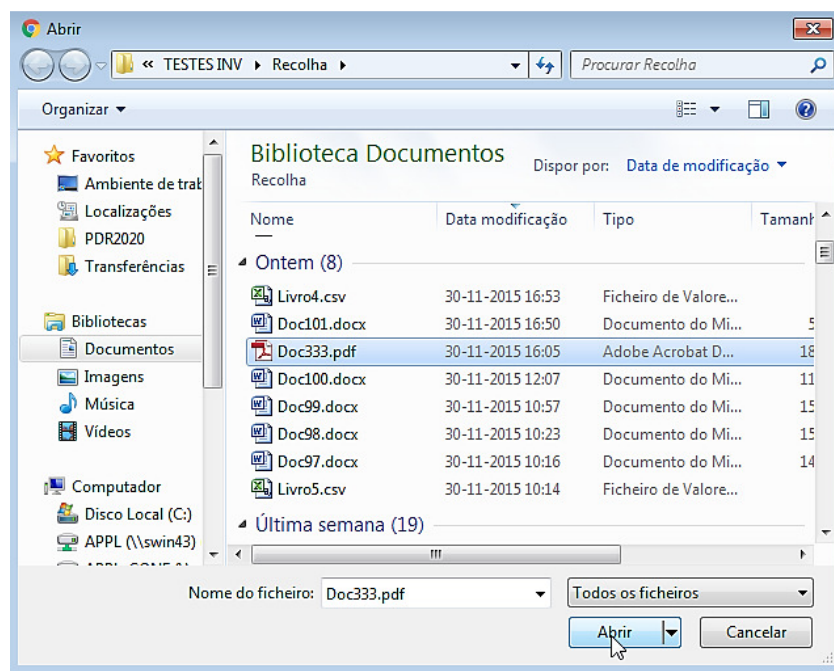 Abrir
« TESTES INV Recolha Procurar Recolha
Organizar
Favoritos
Ambiente de trab
Localizações
PDR2020
Transferências
Bibliotecas
Documentos
Imagens
Música
Vídeos
Computador
Disco Local (C:)
APPL (\\swin43)
Biblioteca Documentos
Recolha
Dispor por: Data de modificação
Nome Data modificação Tipo Tamanh
Ontem (8)
Livro4.csv 30-11-2015 16:53 Ficheiro de Valore...
Doc101.docx 30-11-2015 16:50 Documento do Mi... 5
Doc333.pdf 30-11-2015 16:05 Adobe Acrobat D... 18
Doc100.docx 30-11-2015 12:07 Documento do Mi... 11
Doc99.docx 30-11-2015 10:57 Documento do Mi... 15
Doc98.docx 30-11-2015 10:23 Documento do Mi... 15
Doc97.docx 30-11-2015 10:16 Documento do Mi... 14
Livro5.csv 30-11-2015 10:14 Ficheiro de Valore...
Última semana (19)
Nome do ficheiro: Doc333.pdf Todos os ficheiros
Abrir Cancelar